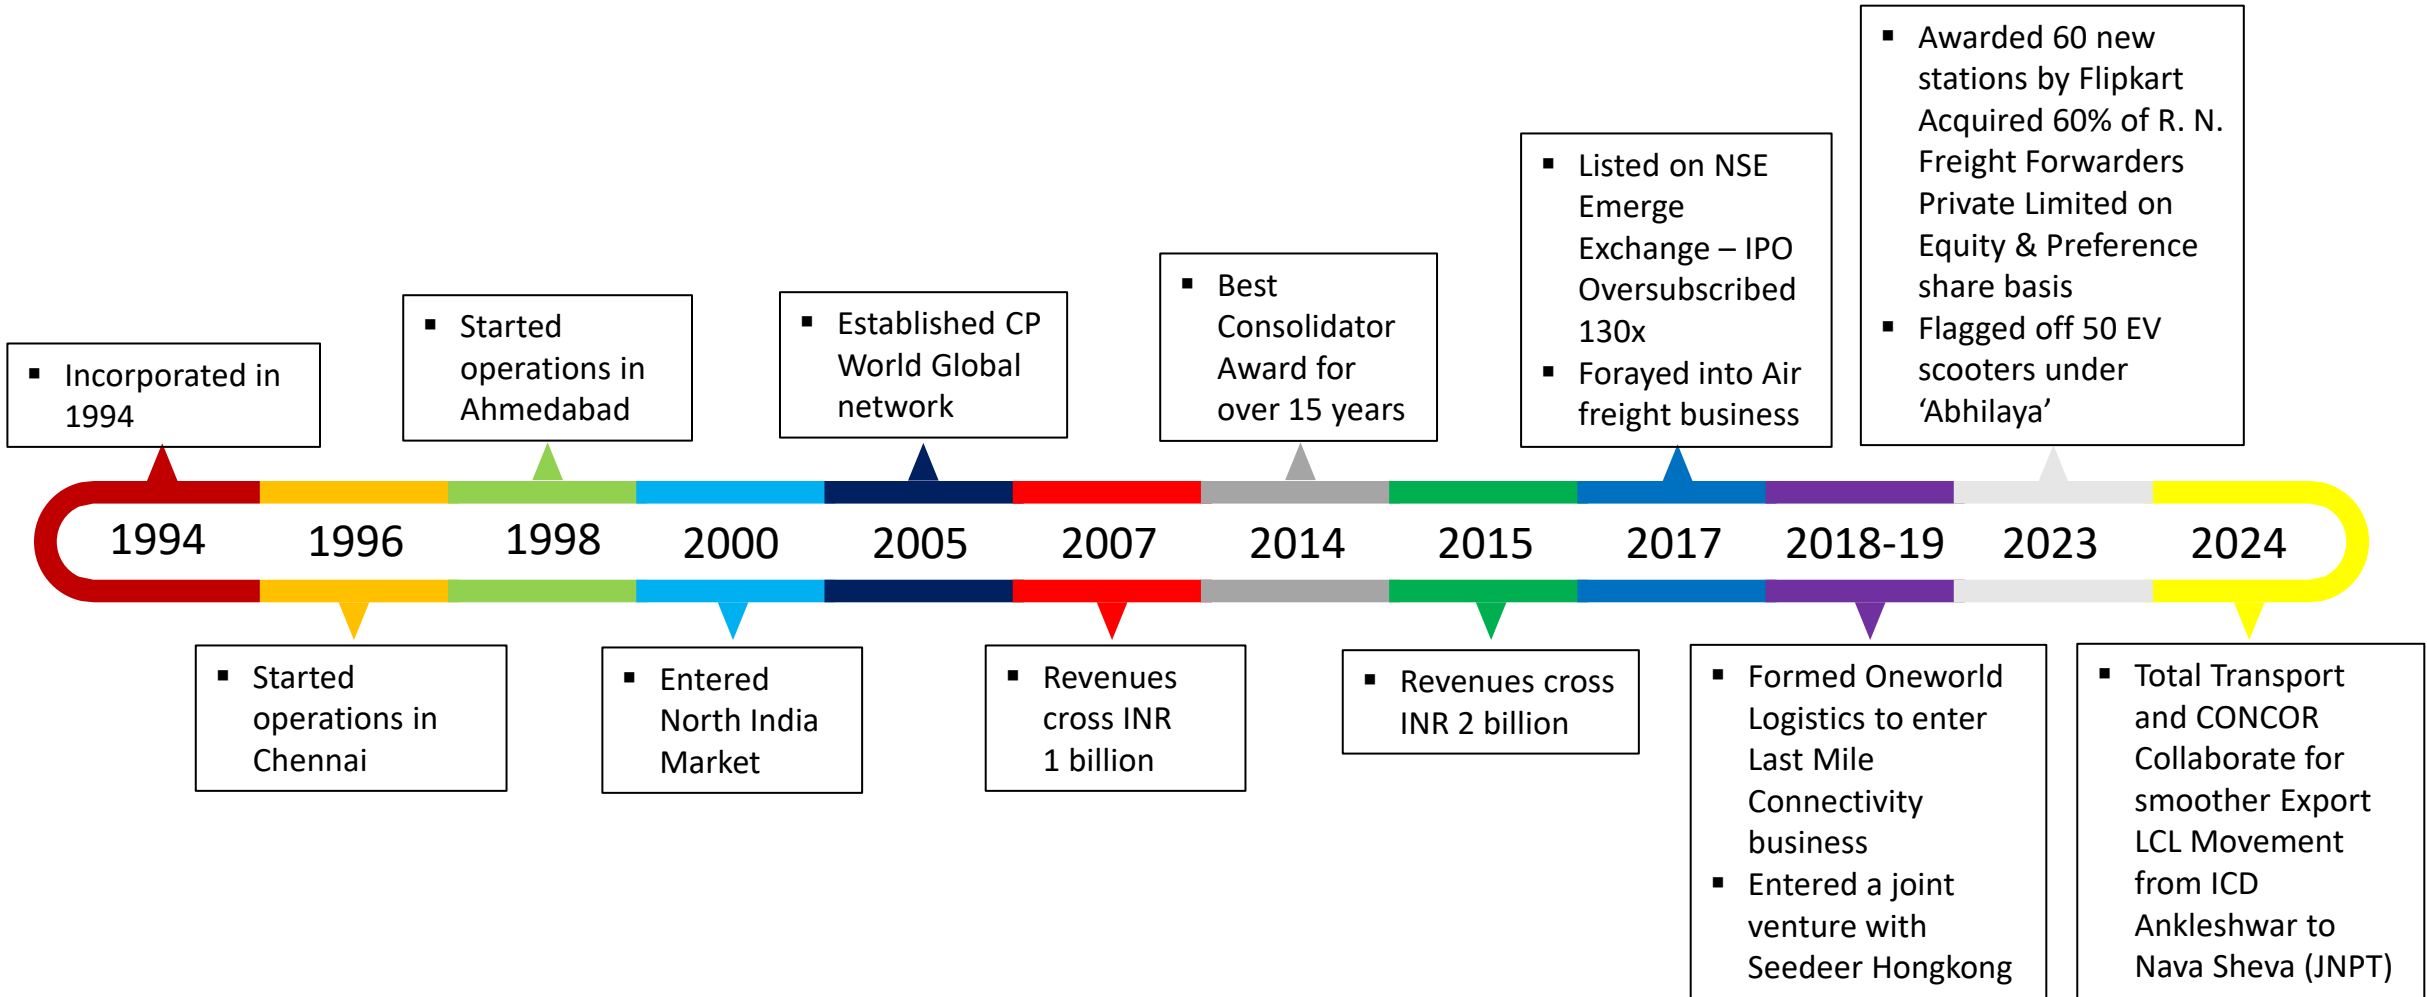 ▪ Incorporated in
1994
▪ Started
operations in
Ahmedabad
▪ Established CP
World Global
network
▪ Best
Consolidator
Award for
over 15 years
▪ Listed on NSE
Emerge
Exchange – IPO
Oversubscribed
130x
▪ Forayed into Air
freight business
▪ Awarded 60 new
stations by Flipkart
Acquired 60% of R. N.
Freight Forwarders
Private Limited on
Equity & Preference
share basis
▪ Flagged off 50 EV
scooters under
‘Abhilaya’
1994 1996 1998 2000 2005 2007 2014 2015 2017 2018-19 2023 2024
▪ Started
operations in
Chennai
▪ Entered
North India
Market
▪ Revenues
cross INR
1 billion
▪ Revenues cross
INR 2 billion
▪ Formed Oneworld
Logistics to enter
Last Mile
Connectivity
business
▪ Entered a joint
venture with
Seedeer Hongkong
▪ Total Transport
and CONCOR
Collaborate for
smoother Export
LCL Movement
from ICD
Ankleshwar to
Nava Sheva (JNPT)